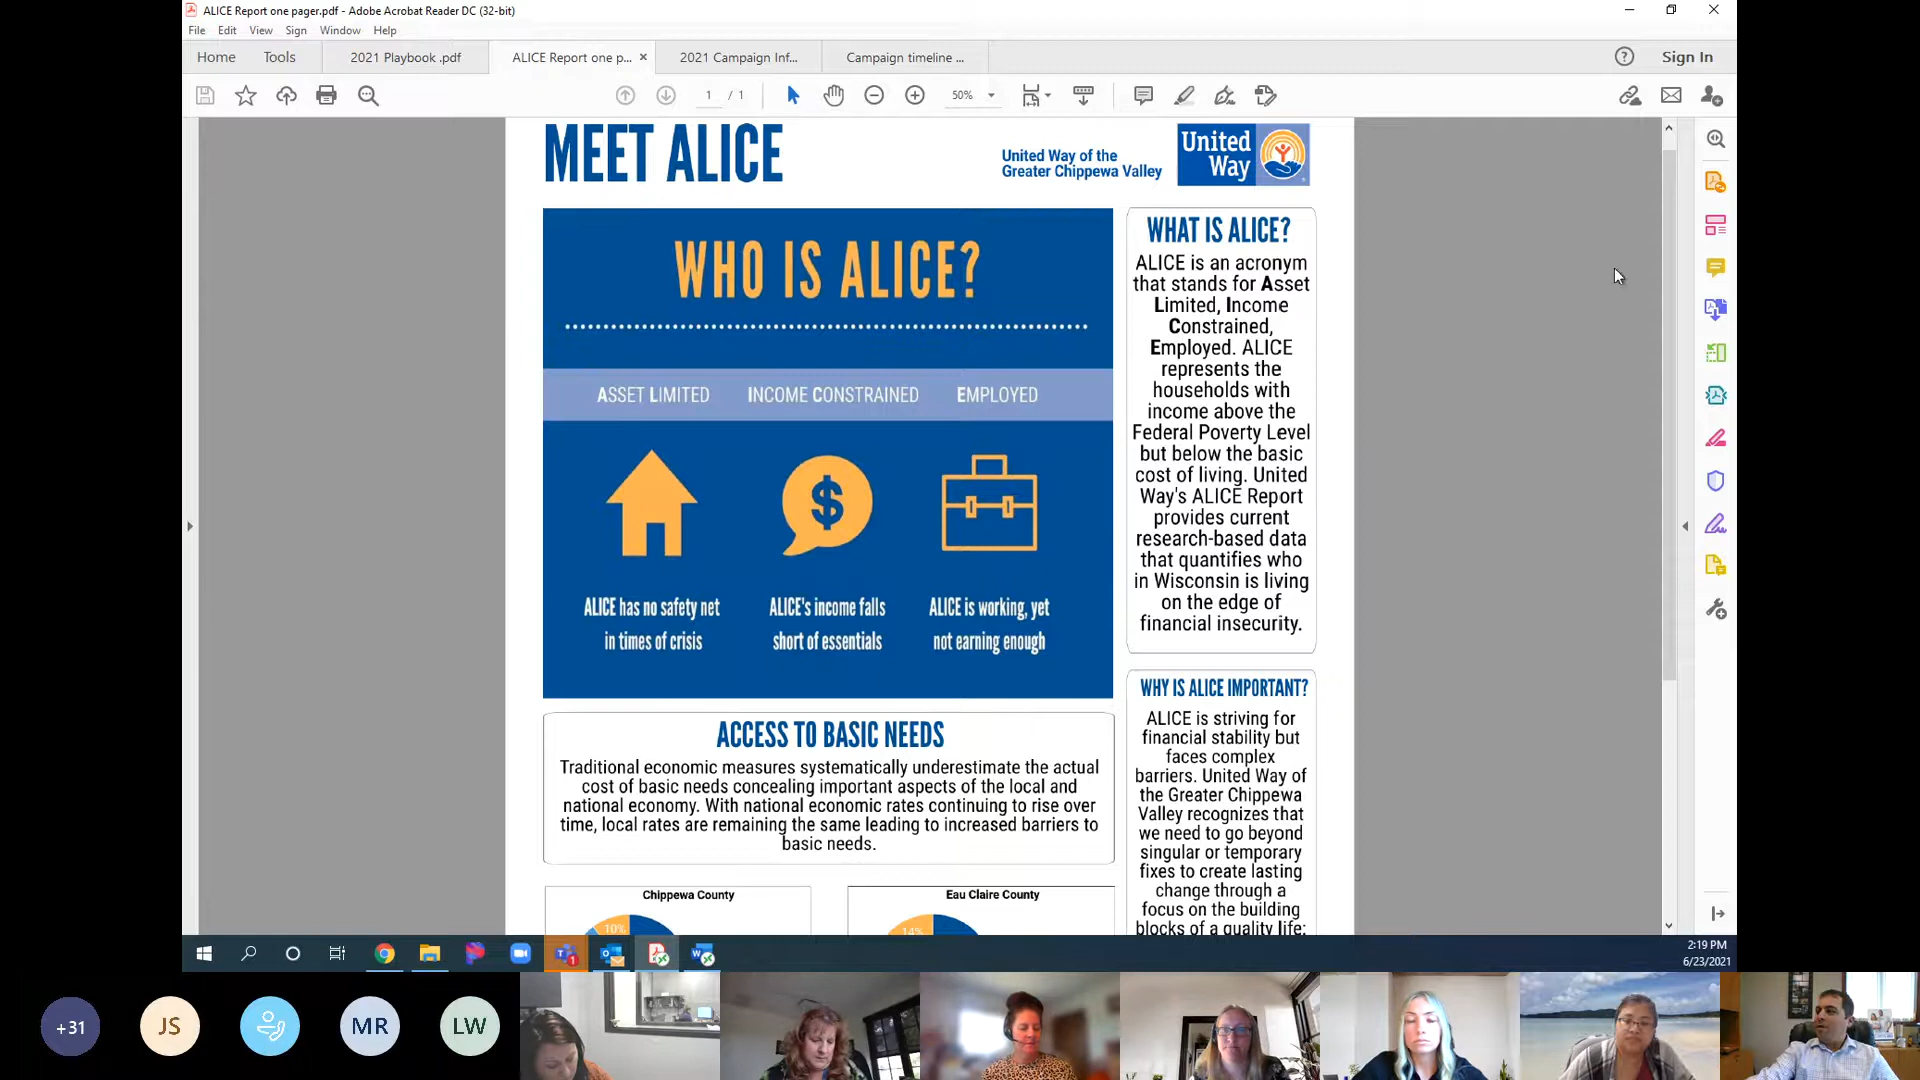 ALICE Report one pager.pdf - Adobe Acrobat Reader DC (32-bit)
File Edit View Sign Window Help
Home Tools 2021 Playbook .pdf ALICE Report one p... × 2021 Campaign Inf... Campaign timeline ... Sign In
1 / 1 50%
MEET ALICE
United Way of the
Greater Chippewa Valley
United
Way
WHO IS ALICE?
ASSET LIMITED INCOME CONSTRAINED EMPLOYED
$
ALICE has no safety net
in times of crisis
ALICE's income falls
short of essentials
ALICE is working, yet
not earning enough
WHAT IS ALICE?
ALICE is an acronym
that stands for Asset
Limited, Income
Constrained,
Employed. ALICE
represents the
households with
income above the
Federal Poverty Level
but below the basic
cost of living. United
Way's ALICE Report
provides current
research-based data
that quantifies who
in Wisconsin is living
on the edge of
financial insecurity.
ACCESS TO BASIC NEEDS
Traditional economic measures systematically underestimate the actual
cost of basic needs concealing important aspects of the local and
national economy. With national economic rates continuing to rise over
time, local rates are remaining the same leading to increased barriers to
basic needs.
WHY IS ALICE IMPORTANT?
ALICE is striving for
financial stability but
faces complex
barriers. United Way of
the Greater Chippewa
Valley recognizes that
we need to go beyond
singular or temporary
fixes to create lasting
change through a
focus on the building
blocks of a quality life:
Chippewa County
10%
Eau Claire County
14%
2:19 PM
6/23/2021
+31 JS MR LW